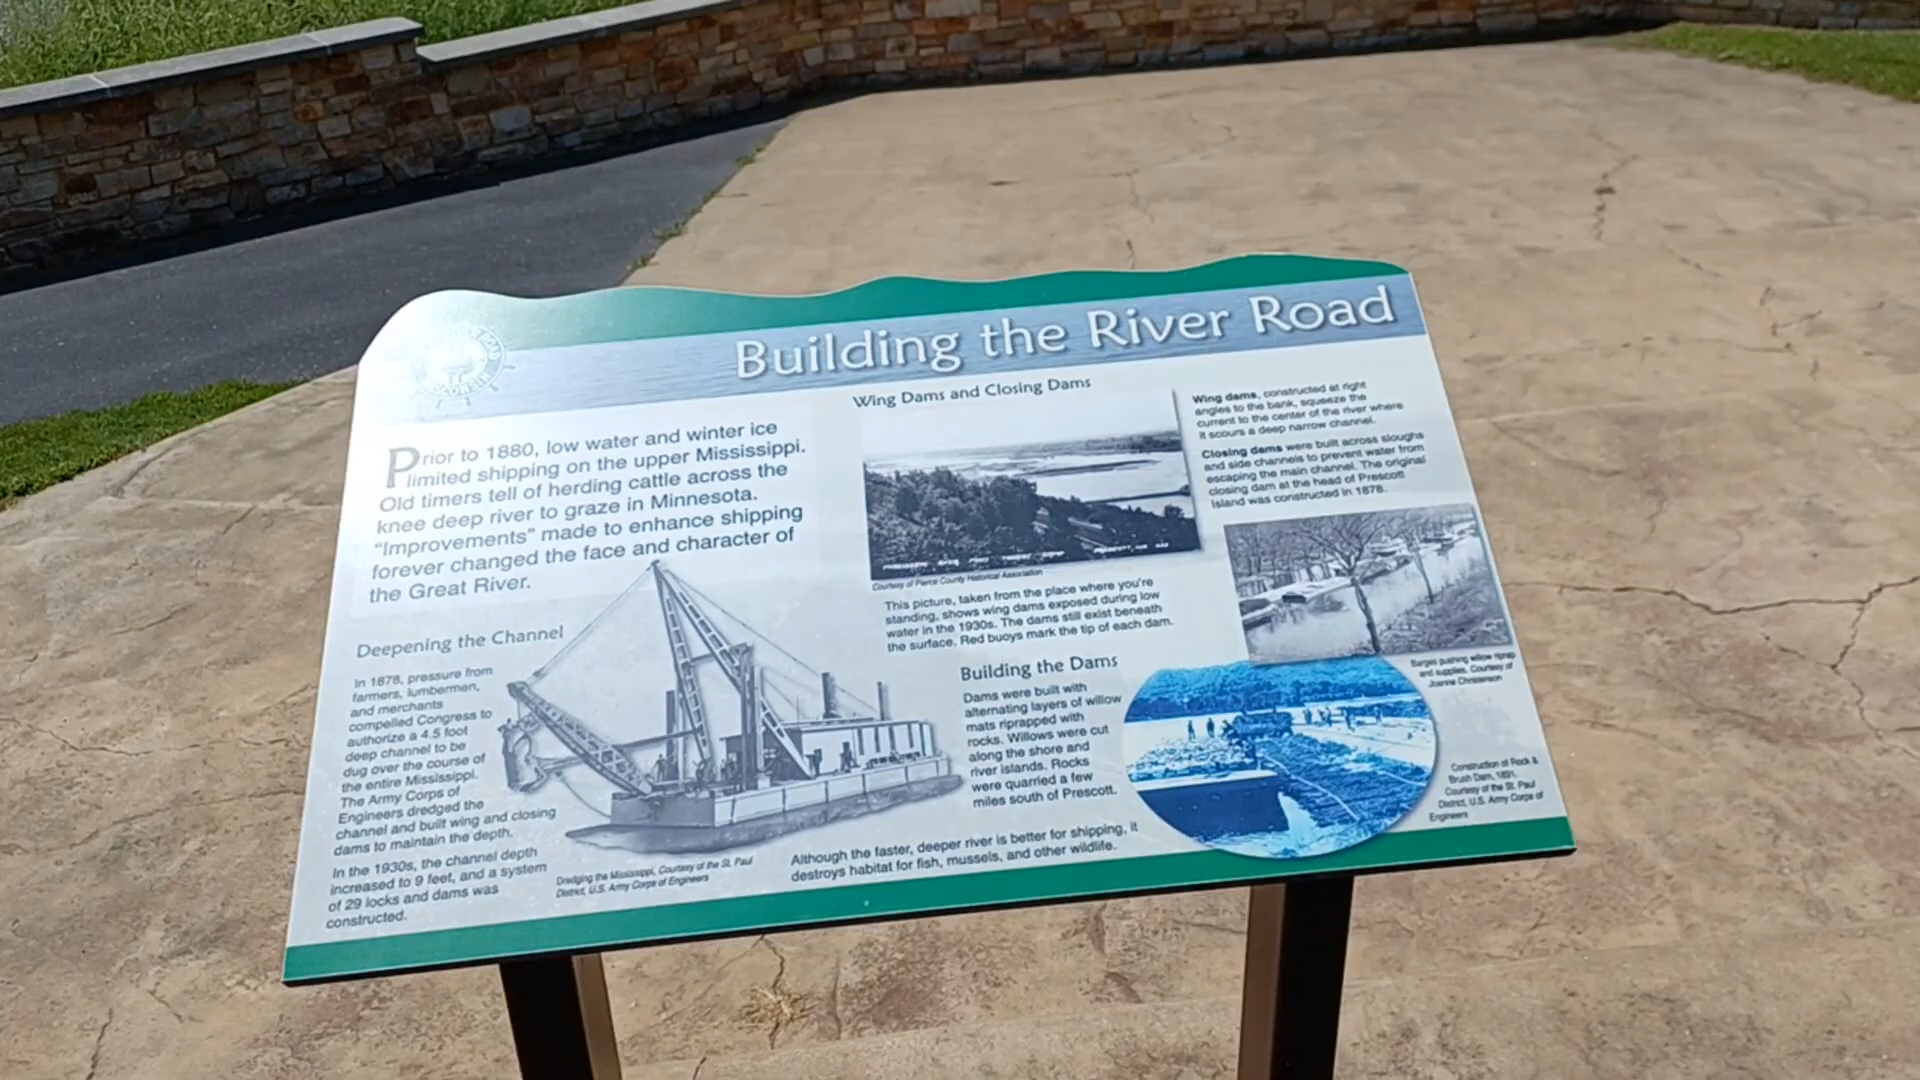 Building the River Road
Prior to 1880, low water and winter ice
limited shipping on the upper Mississippi.
Old timers tell of herding cattle across the
knee deep river to graze in Minnesota.
"Improvements" made to enhance shipping
forever changed the face and character of
the Great River.
Deepening the Channel
In 1878, pressure from
farmers, lumbermen,
and merchants
compelled Congress to
authorize a 4.5 foot
deep channel to be
dug over the course of
the entire Mississippi.
The Army Corps of
Engineers dredged the
channel and built wing and closing
dams to maintain the depth.
In the 1930s, the channel depth
increased to 9 feet, and a system
of 29 locks and dams was
constructed.
Dredging the Mississippi, Courtesy of the St. Paul
District, U.S. Army Corps of Engineers
Wing Dams and Closing Dams
Courtesy of Pierce County Historical Association
This picture, taken from the place where you're
standing, shows wing dams exposed during low
water in the 1930s. The dams still exist beneath
the surface. Red buoys mark the tip of each dam.
Building the Dams
Dams were built with
alternating layers of willow
mats riprapped with
rocks. Willows were cut
along the shore and
river islands. Rocks
were quarried a few
miles south of Prescott.
Although the faster, deeper river is better for shipping, it
destroys habitat for fish, mussels, and other wildlife.
Wing dams, constructed at right
angles to the bank, squeeze the
current to the center of the river where
it scours a deep narrow channel.
Closing dams were built across sloughs
and side channels to prevent water from
escaping the main channel. The original
closing dam at the head of Prescott
Island was constructed in 1878.
Barges pushing willow riprap
and supplies. Courtesy of
Joanne Christenson
Construction of Rock &
Brush Dam, 1891.
Courtesy of the St. Paul
District, U.S. Army Corps of
Engineers